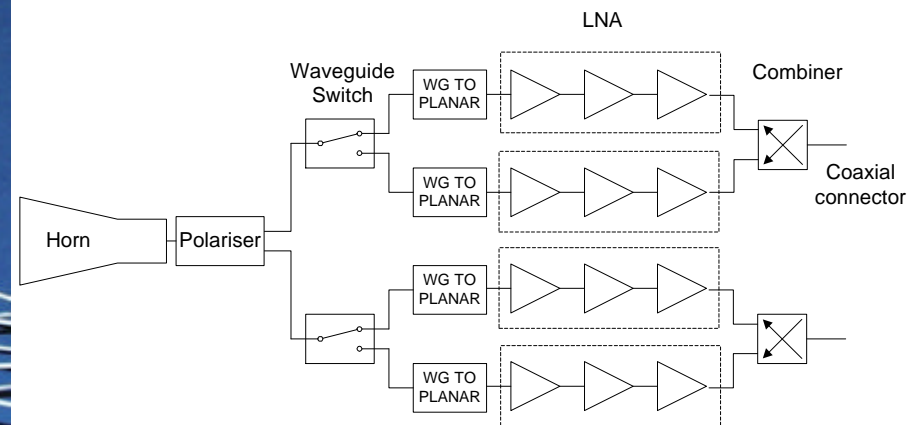 LNA
Waveguide
Switch
WG TO
PLANAR
Combiner
WG TO
PLANAR
Coaxial
connector
Horn
Polariser
WG TO
PLANAR
WG TO
PLANAR